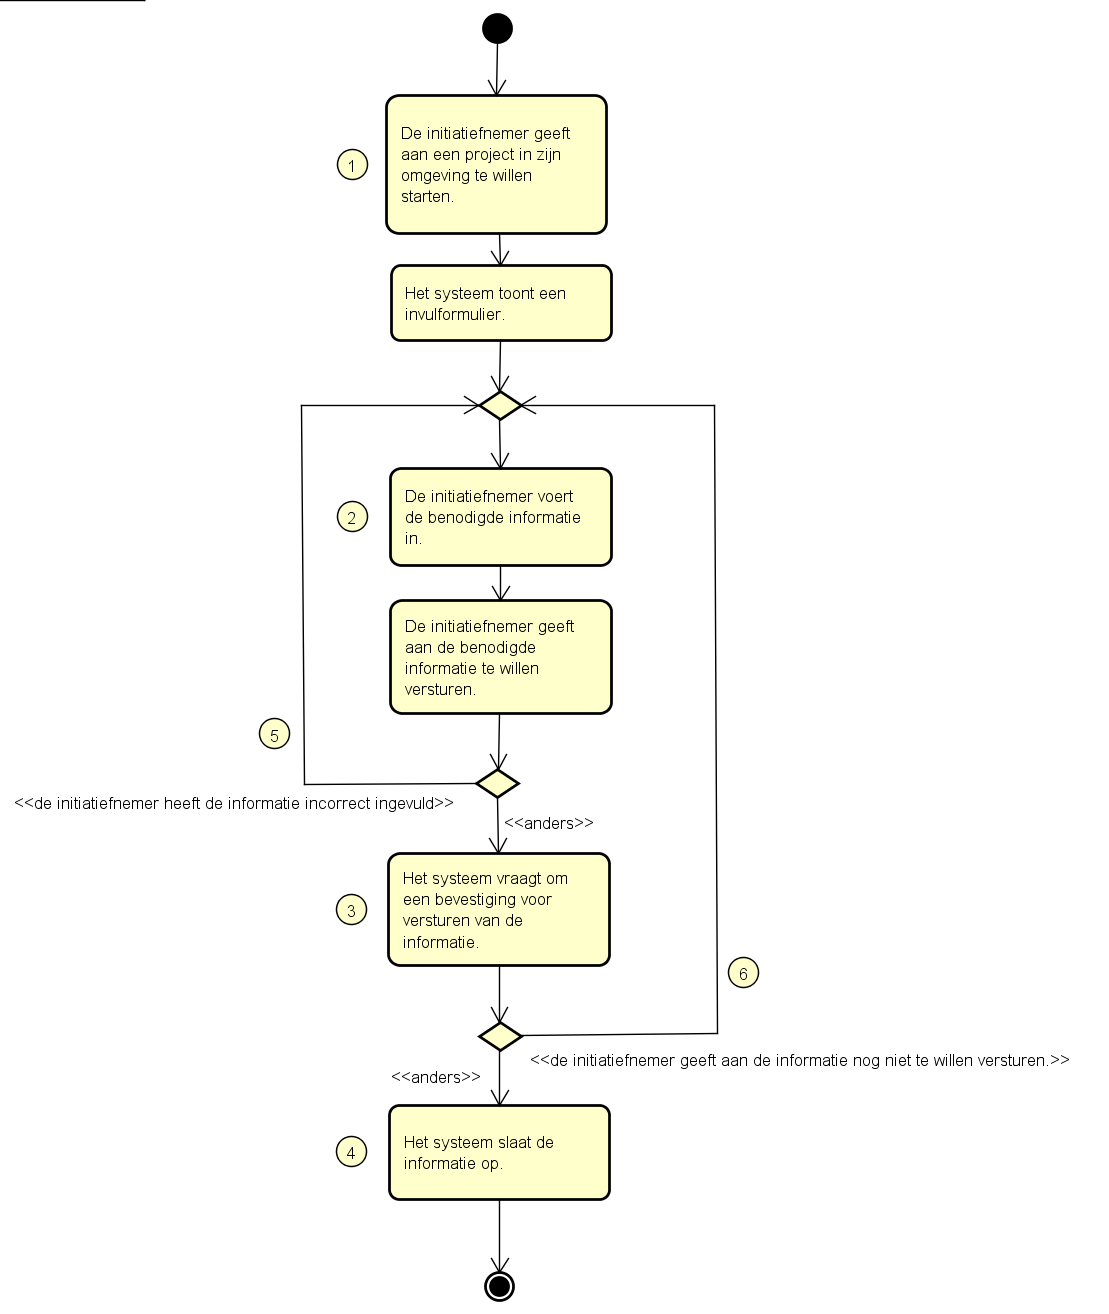 De initiatiefnemer geeft
aan een project in zijn
omgeving te willen
starten.
1
Het systeem toont een
invulformulier.
De initiatiefnemer voert
de benodigde informatie
in.
2
De initiatiefnemer geeft
aan de benodigde
informatie te willen
versturen.
5
<<de initiatiefnemer heeft de informatie incorrect ingevuld>>
<<anders>>
Het systeem vraagt om
een bevestiging voor
versturen van de
informatie.
3
6
<<de initiatiefnemer geeft aan de informatie nog niet te willen versturen.>>
<<anders>>
Het systeem slaat de
informatie op.
4